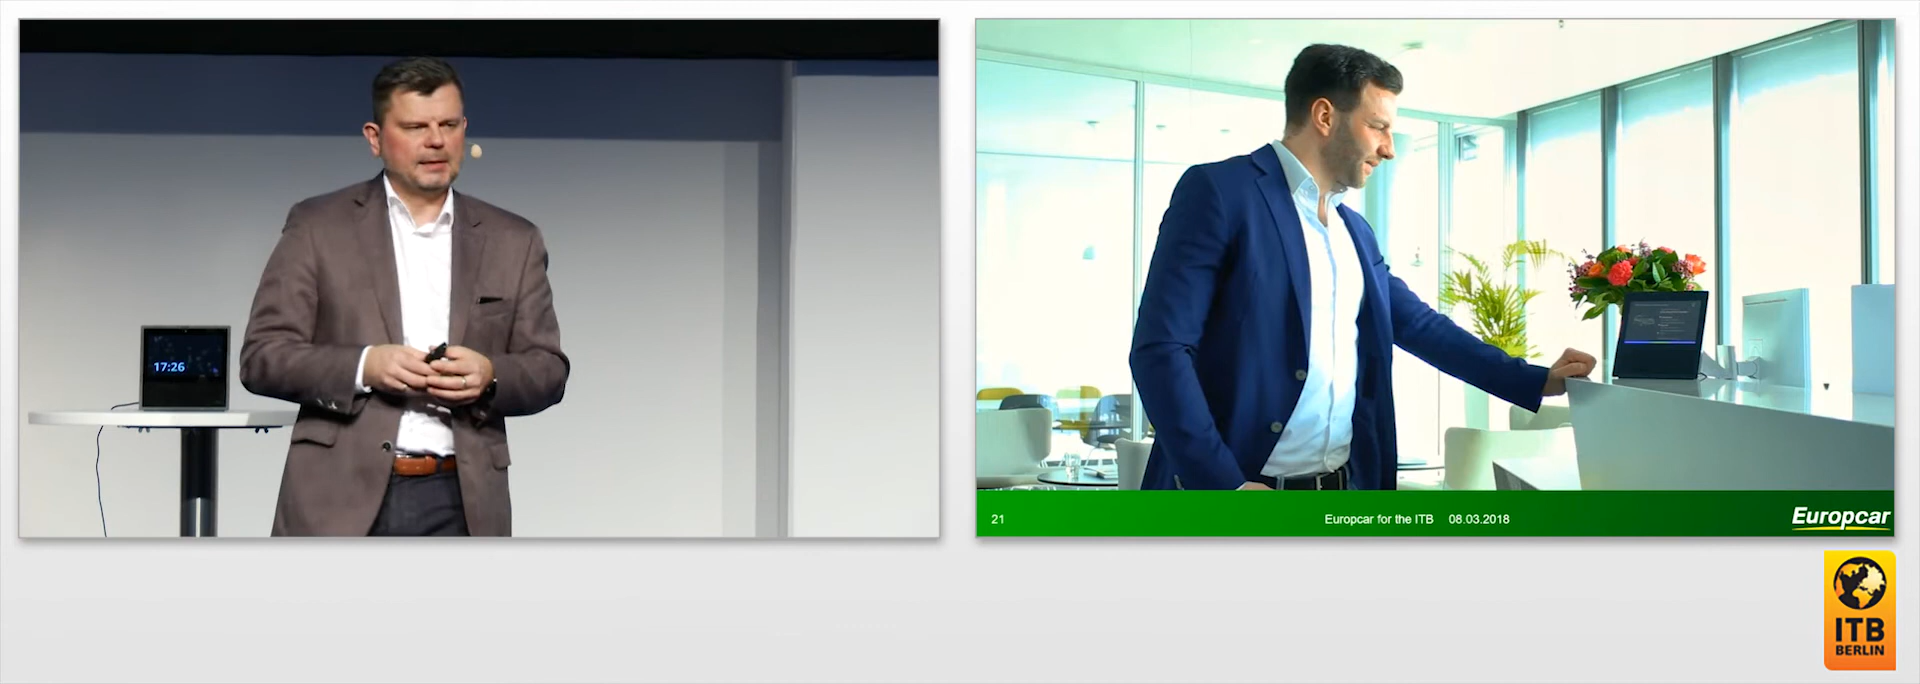 17:26
21
Europcar for the ITB 08.03.2018
Europcar
ITB
BERLIN